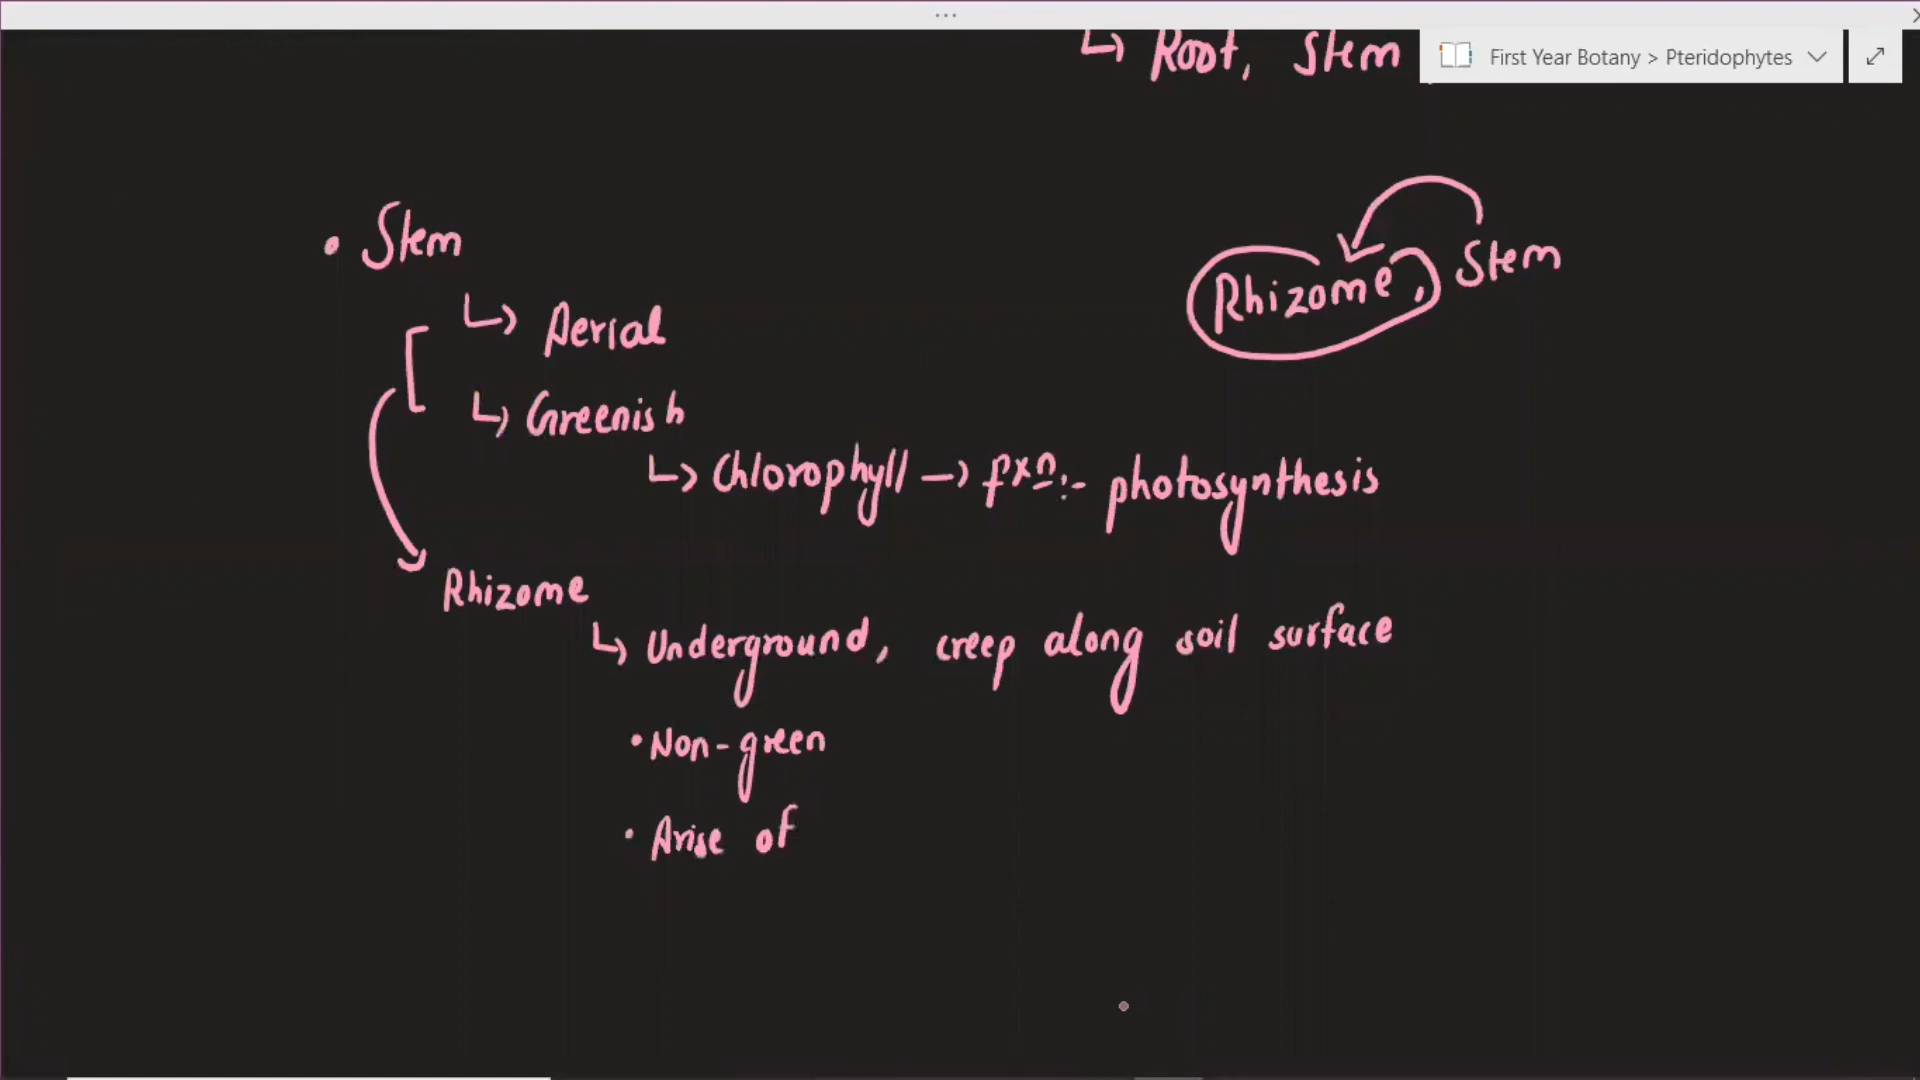 ...
First Year Botany > Pteridophytes
↳ Root, Stem
• Stem
Rhizome, Stem
↳ Aerial
↳ Greenish
↳ Chlorophyll → fxn:- photosynthesis
Rhizome
↳ Underground, creep along soil surface
• Non-green
• Arise of